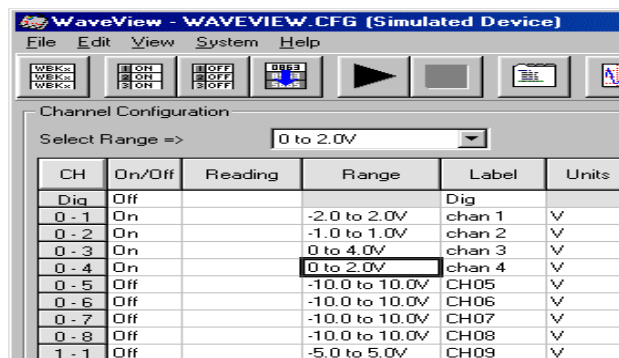 WaveView - WAVEVIEW.CFG (Simulated Device)
File Edit View System Help
WBKx WBKx WBKx 1 ON 2 ON 3 ON 1 OFF 2 OFF 3 OFF
Channel Configuration
Select Range => 0 to 2.0V
CH On/Off Reading Range Label Units
Dig Off Dig
0 - 1 On -2.0 to 2.0V chan 1 V
0 - 2 On -1.0 to 1.0V chan 2 V
0 - 3 On 0 to 4.0V chan 3 V
0 - 4 On 0 to 2.0V chan 4 V
0 - 5 Off -10.0 to 10.0V CH05 V
0 - 6 Off -10.0 to 10.0V CH06 V
0 - 7 Off -10.0 to 10.0V CH07 V
0 - 8 Off -10.0 to 10.0V CH08 V
1 - 1 Off -5.0 to 5.0V CH09 V